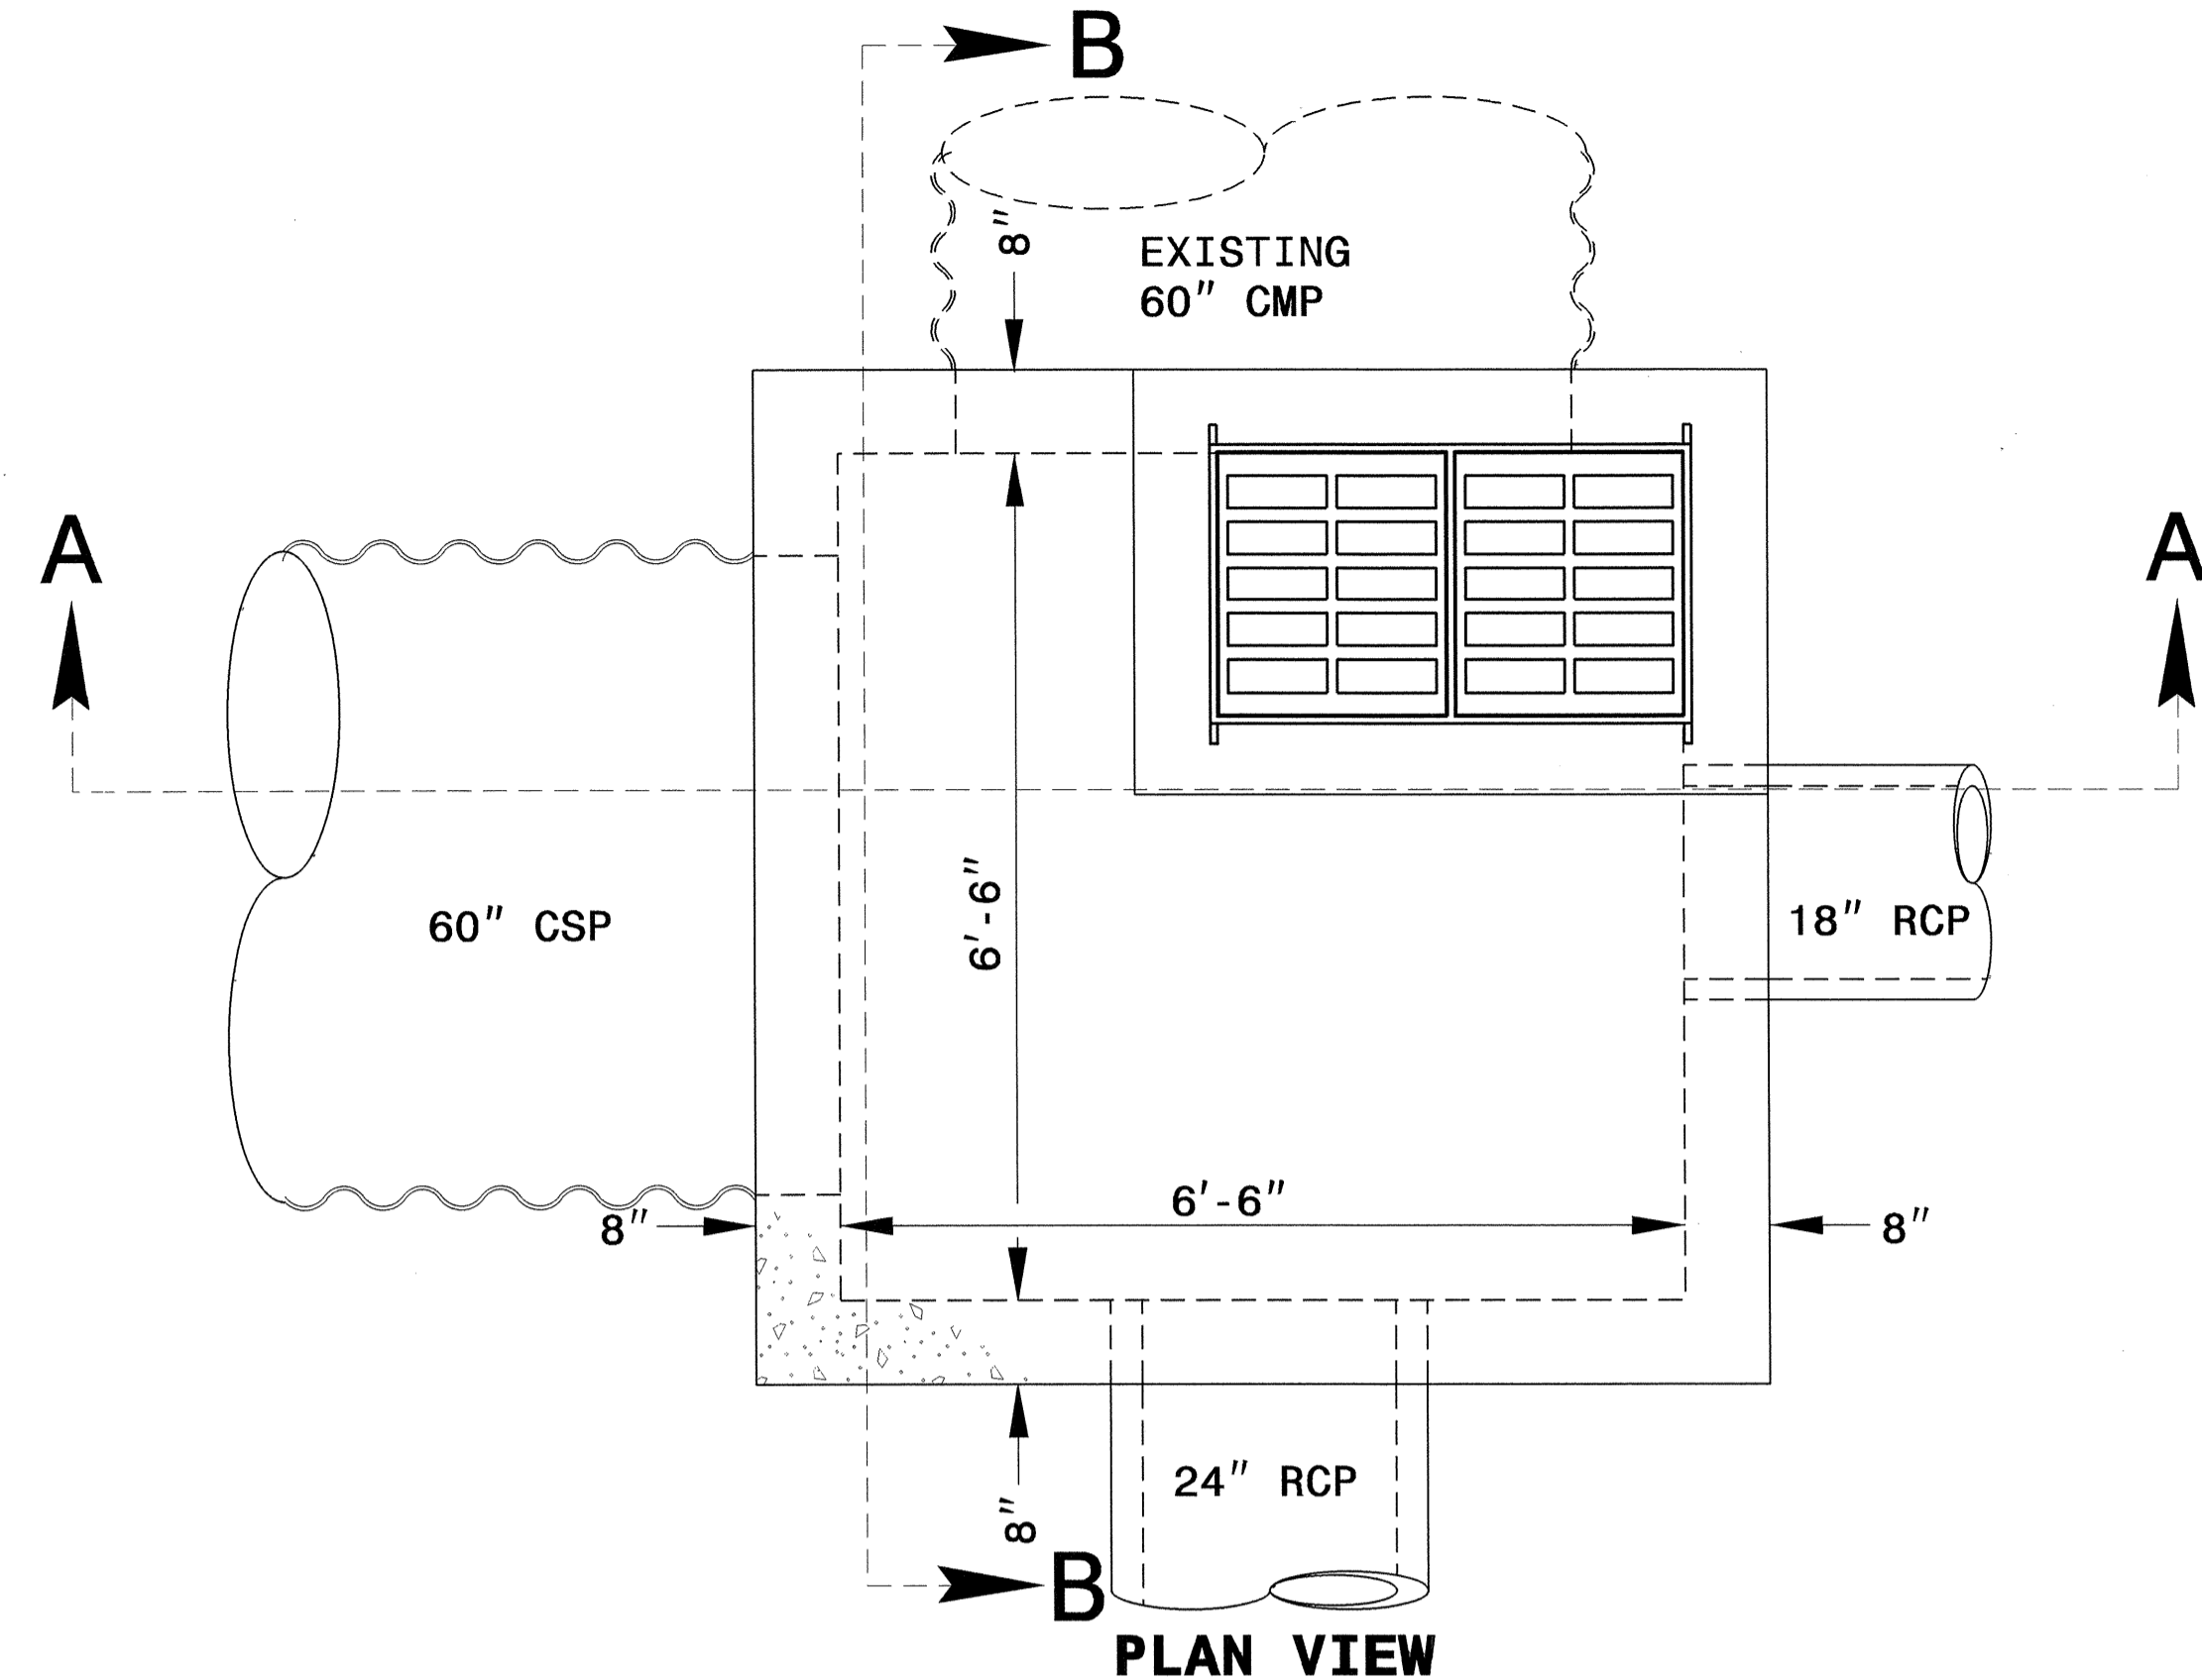 B
8"
EXISTING
60" CMP
A
A
6'-6"
60" CSP
18" RCP
6'-6"
8"
8"
24" RCP
8"
B
PLAN VIEW